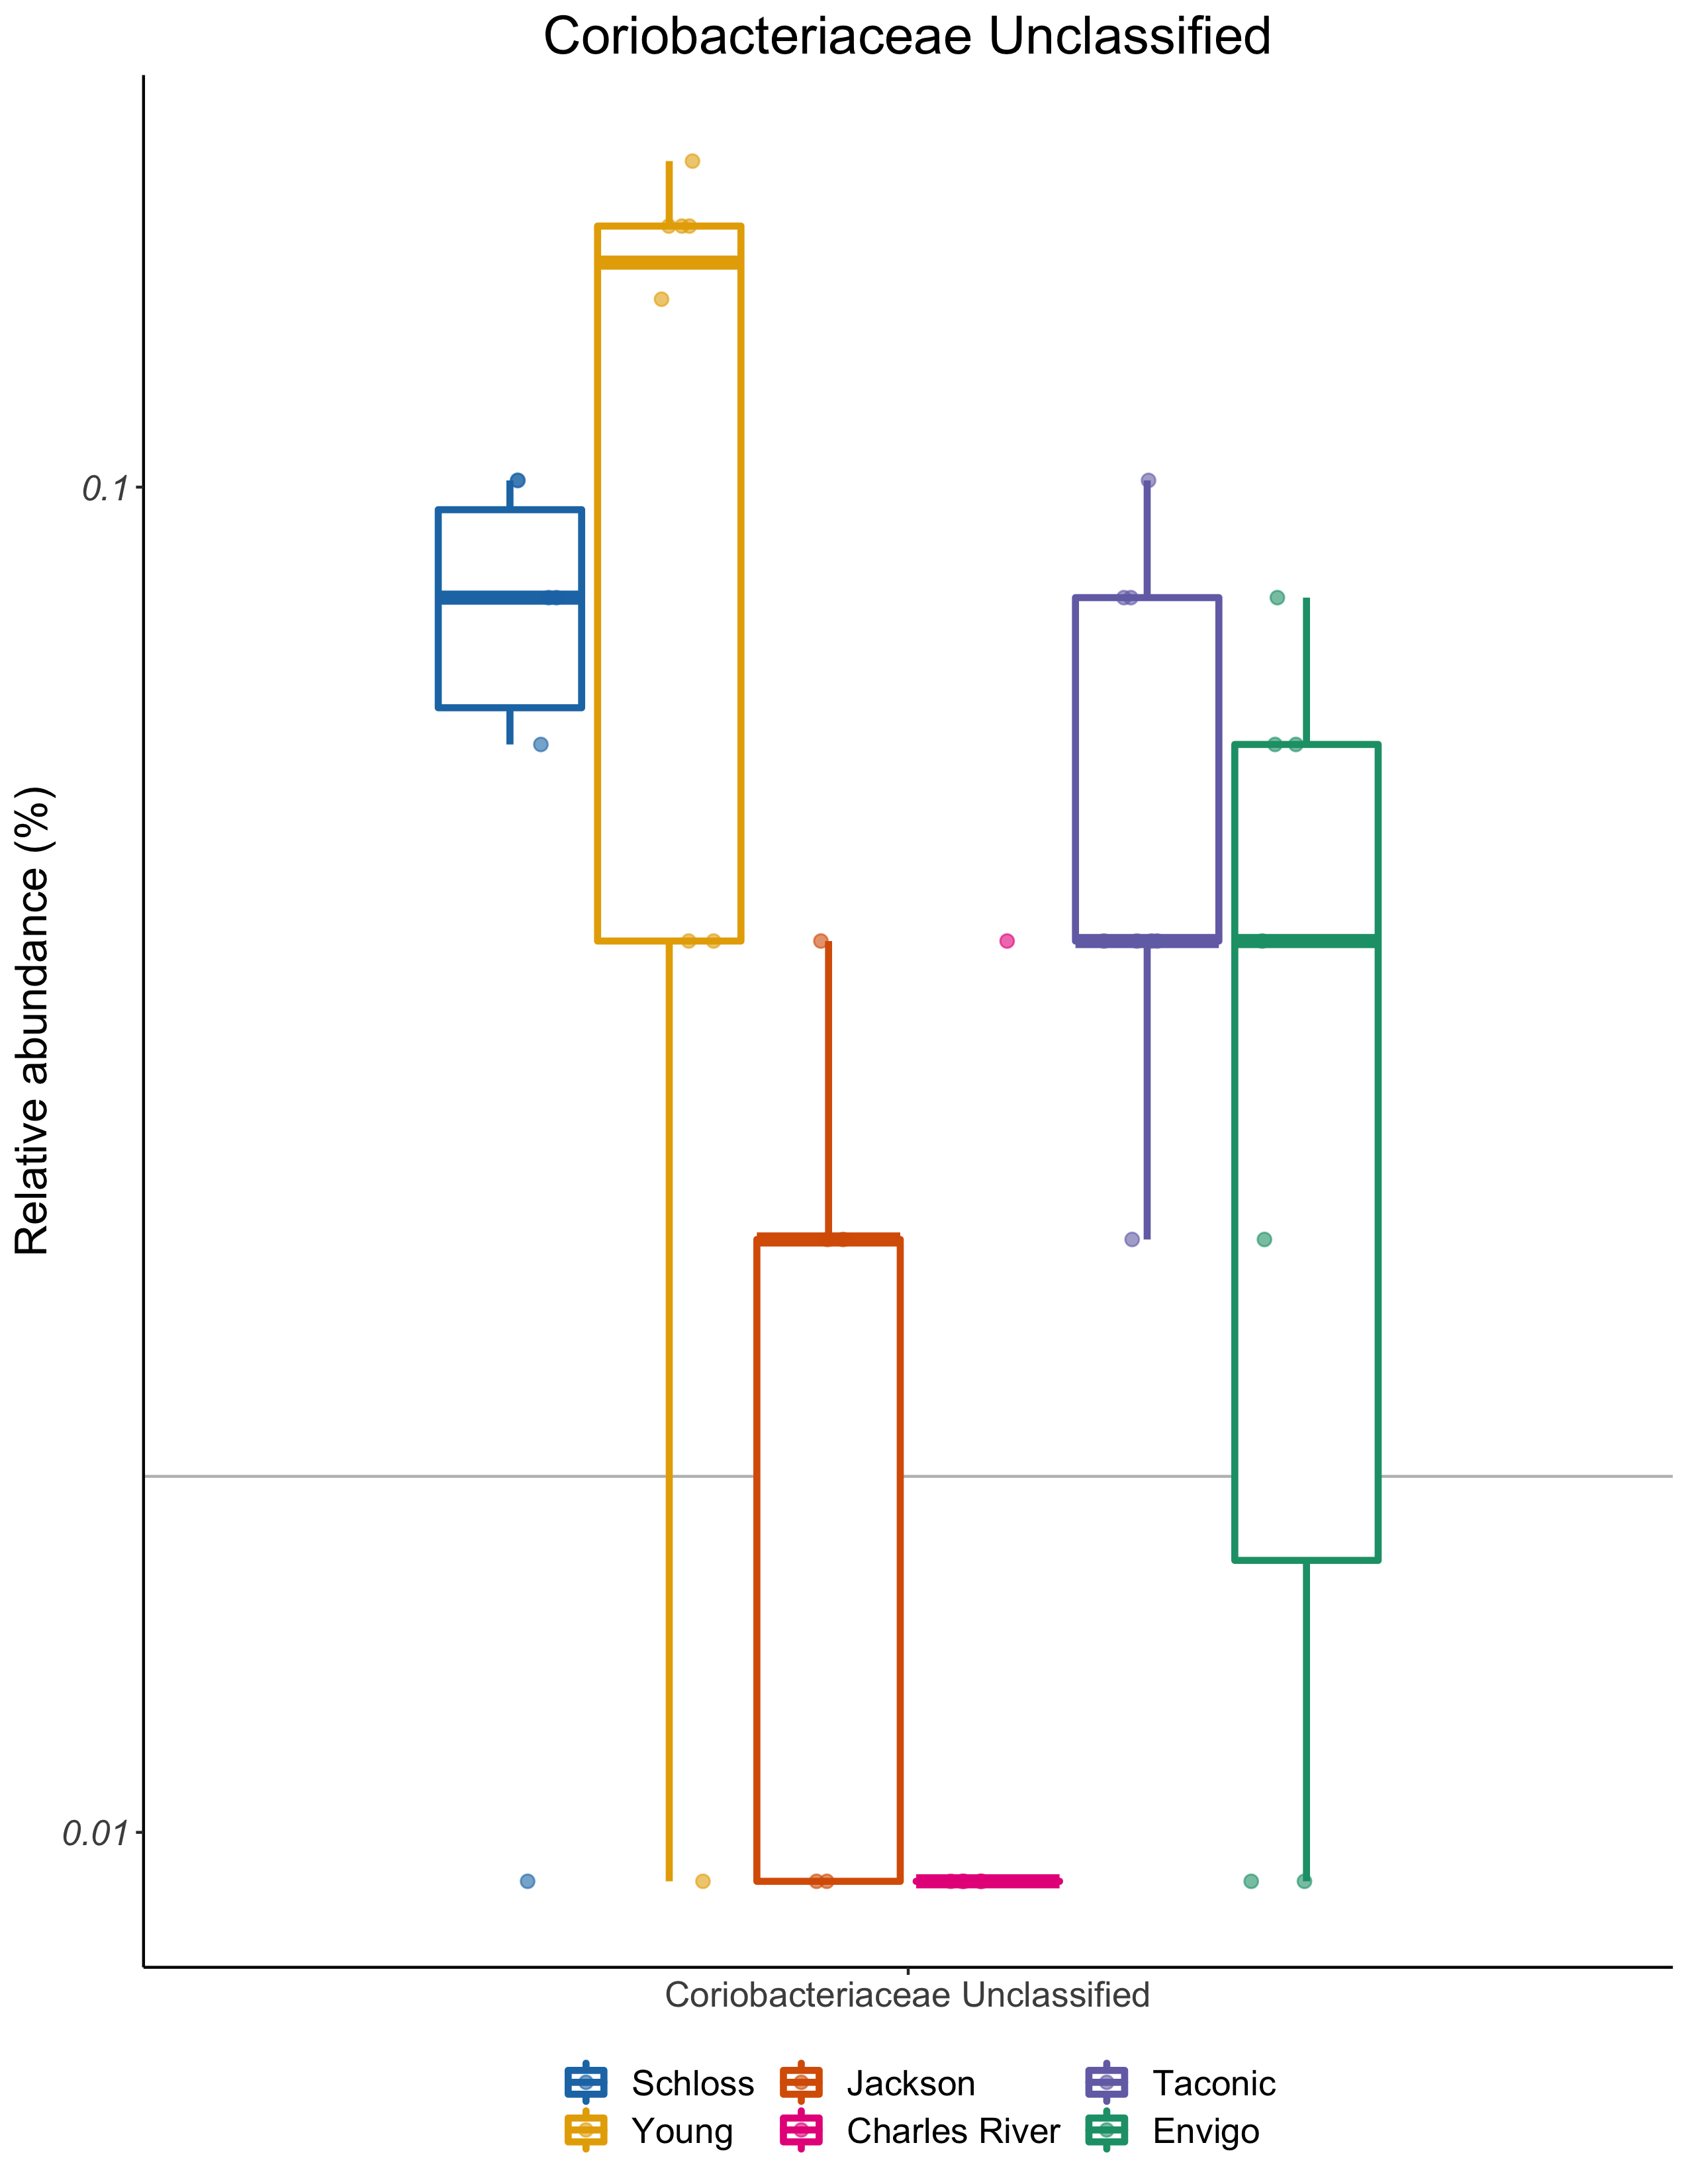 Coriobacteriaceae Unclassified
Relative abundance (%)
0.1
0.01
Coriobacteriaceae Unclassified
Schloss Jackson Taconic
Young Charles River Envigo